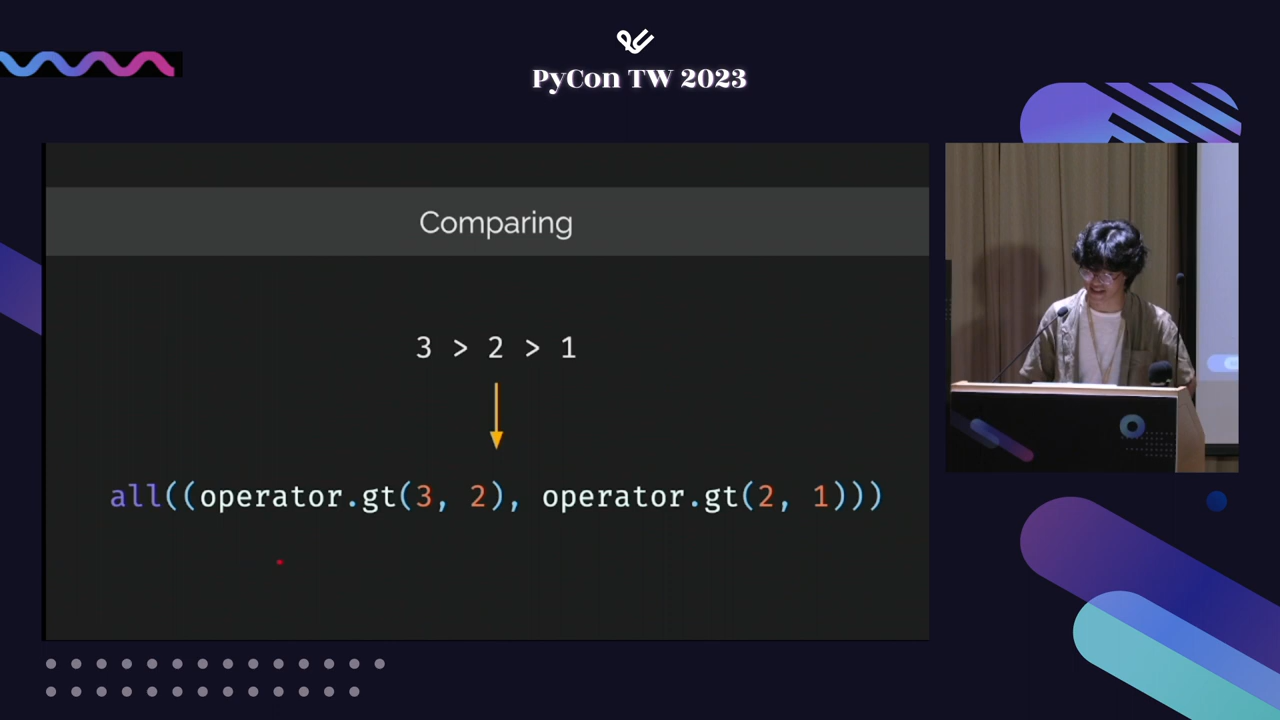 PyCon TW 2023
Comparing
3 > 2 > 1
all((operator.gt(3, 2), operator.gt(2, 1)))